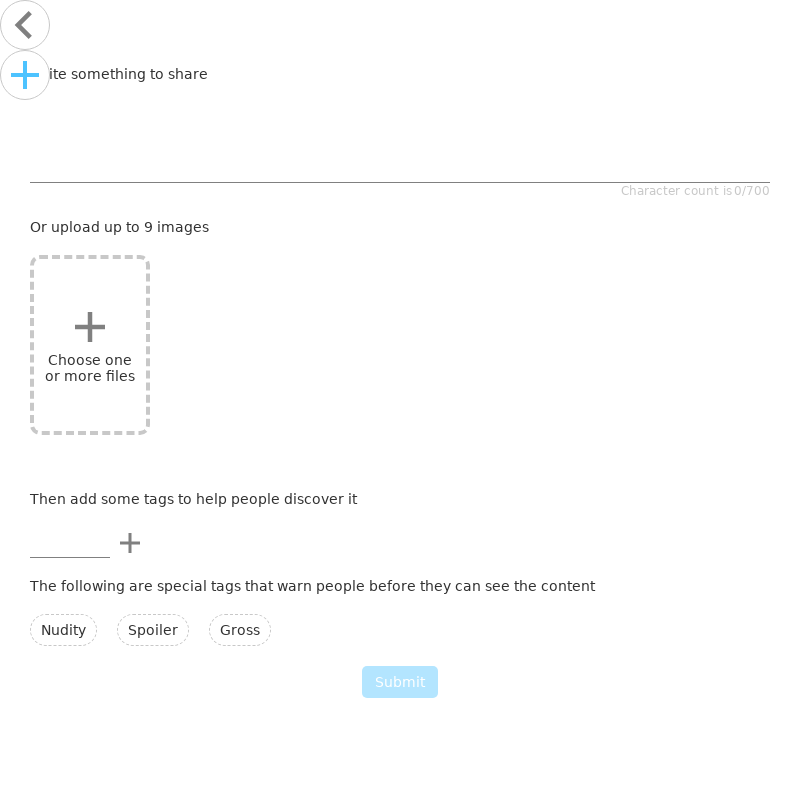 ite something to share
Character count is 0/700
Or upload up to 9 images
Choose one
or more files
Then add some tags to help people discover it
The following are special tags that warn people before they can see the content
Nudity Spoiler Gross
Submit